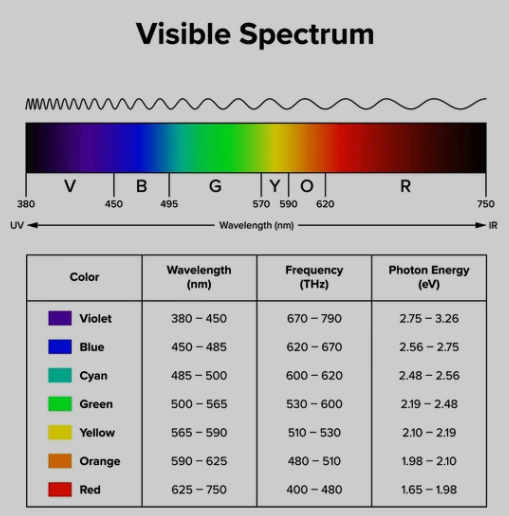 Visible Spectrum
V B G Y O R
380 450 495 570 590 620 750
UV Wavelength (nm) IR
Color Wavelength (nm) Frequency (THz) Photon Energy (eV)
Violet 380 – 450 670 – 790 2.75 – 3.26
Blue 450 – 485 620 – 670 2.56 – 2.75
Cyan 485 – 500 600 – 620 2.48 – 2.56
Green 500 – 565 530 – 600 2.19 – 2.48
Yellow 565 – 590 510 – 530 2.10 – 2.19
Orange 590 – 625 480 – 510 1.98 – 2.10
Red 625 – 750 400 – 480 1.65 – 1.98